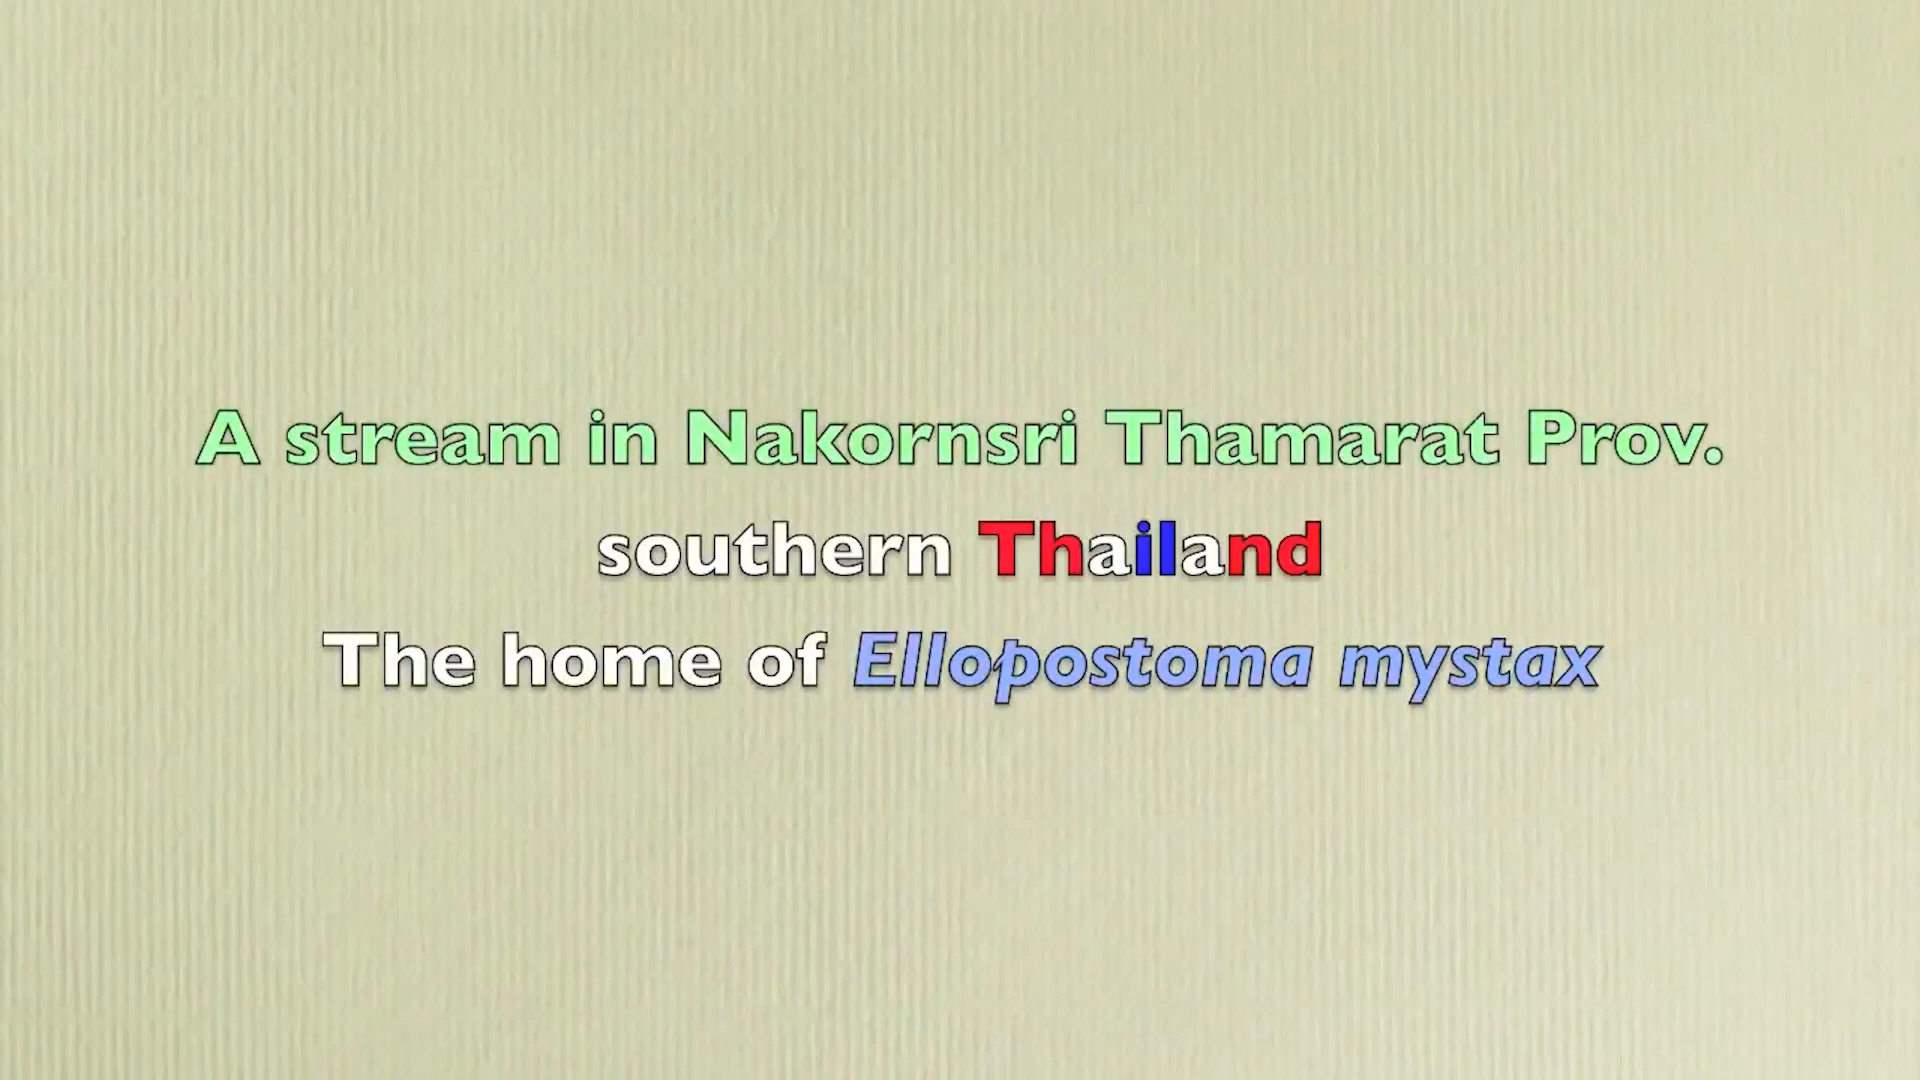 A stream in Nakornsri Thamarat Prov.
southern Thailand
The home of Ellopostoma mystax